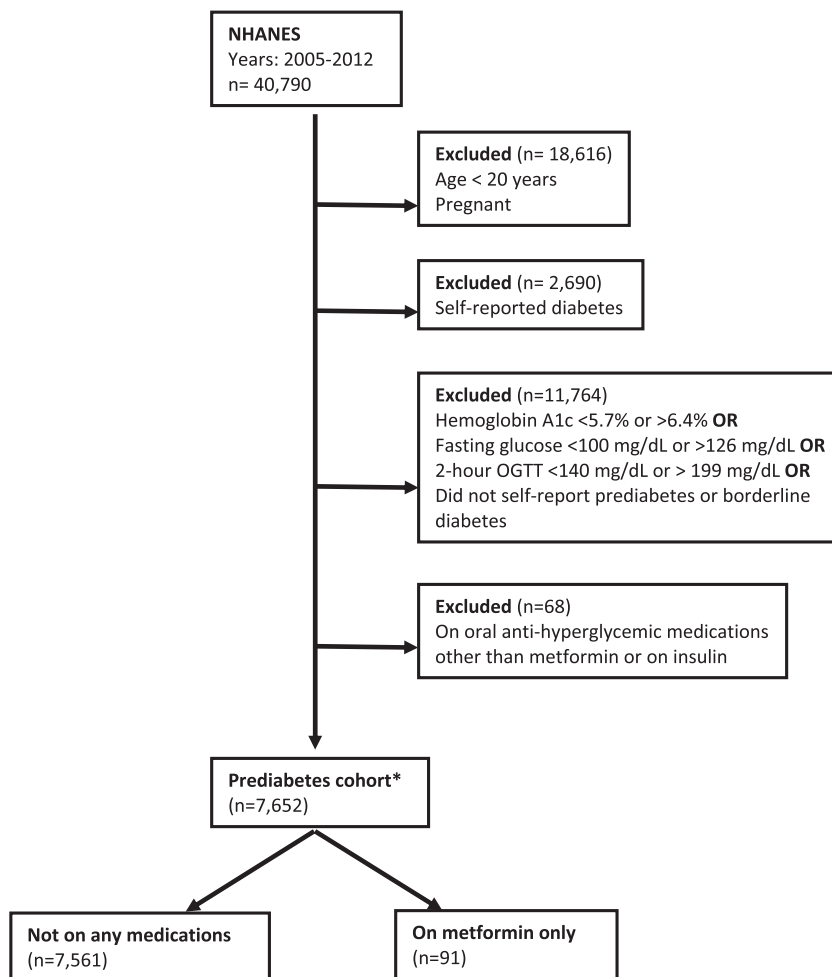 NHANES
Years: 2005-2012
n= 40,790
Excluded (n= 18,616)
Age < 20 years
Pregnant
Excluded (n= 2,690)
Self-reported diabetes
Excluded (n=11,764)
Hemoglobin A1c <5.7% or >6.4% OR
Fasting glucose <100 mg/dL or >126 mg/dL OR
2-hour OGTT <140 mg/dL or > 199 mg/dL OR
Did not self-report prediabetes or borderline
diabetes
Excluded (n=68)
On oral anti-hyperglycemic medications
other than metformin or on insulin
Prediabetes cohort*
(n=7,652)
Not on any medications
(n=7,561)
On metformin only
(n=91)